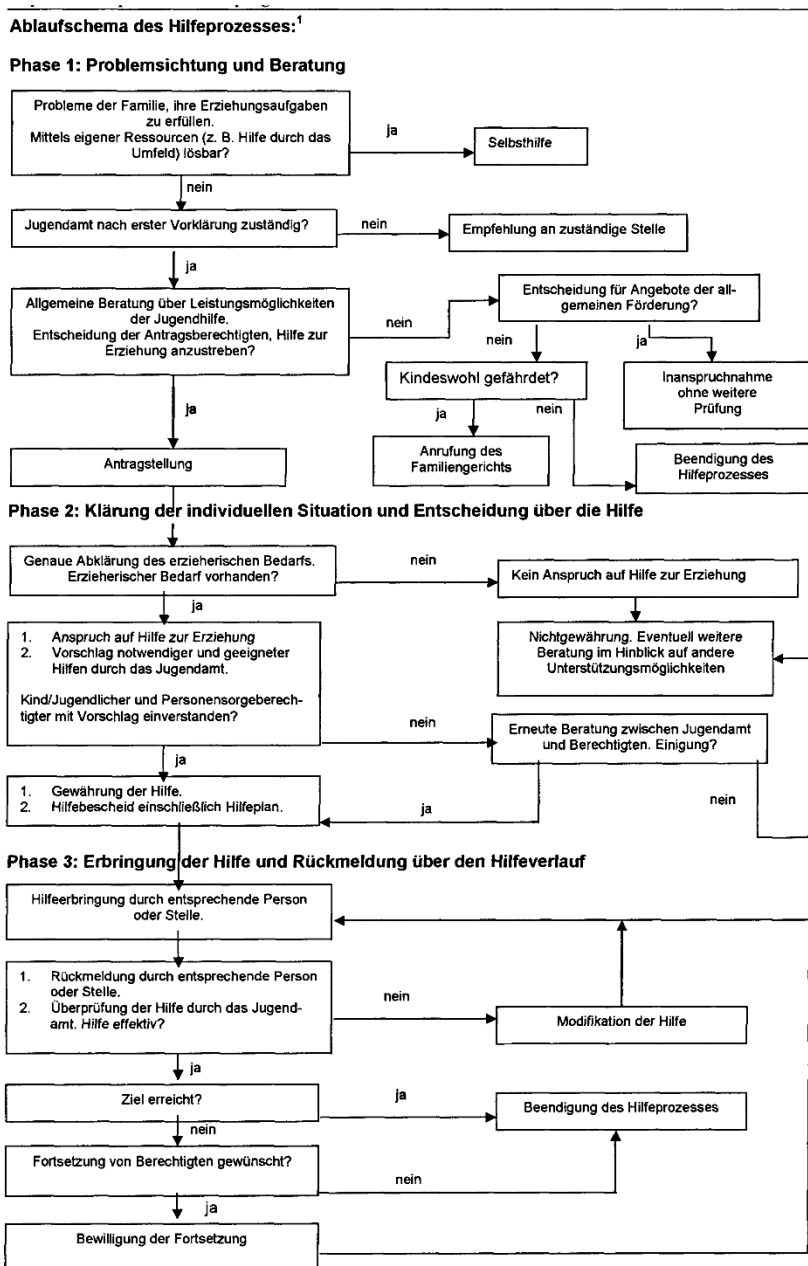 Ablaufschema des Hilfeprozesses:1
Phase 1: Problemsichtung und Beratung
Probleme der Familie, ihre Erziehungsaufgaben
zu erfüllen.
Mittels eigener Ressourcen (z. B. Hilfe durch das
Umfeld) lösbar?
ja
Selbsthilfe
nein
Jugendamt nach erster Vorklärung zuständig?
nein
Empfehlung an zuständige Stelle
ja
Allgemeine Beratung über Leistungsmöglichkeiten
der Jugendhilfe.
Entscheidung der Antragsberechtigten, Hilfe zur
Erziehung anzustreben?
nein
Entscheidung für Angebote der all-
gemeinen Förderung?
nein
ja
Kindeswohl gefährdet?
Inanspruchnahme
ohne weitere
Prüfung
ja
ja
nein
Antragstellung
Anrufung des
Familiengerichts
Beendigung des
Hilfeprozesses
Phase 2: Klärung der individuellen Situation und Entscheidung über die Hilfe
Genaue Abklärung des erzieherischen Bedarfs.
Erzieherischer Bedarf vorhanden?
nein
Kein Anspruch auf Hilfe zur Erziehung
ja
1. Anspruch auf Hilfe zur Erziehung
2. Vorschlag notwendiger und geeigneter
Hilfen durch das Jugendamt.
Kind/Jugendlicher und Personensorgeberech-
tigter mit Vorschlag einverstanden?
Nichtgewährung. Eventuell weitere
Beratung im Hinblick auf andere
Unterstützungsmöglichkeiten
nein
Erneute Beratung zwischen Jugendamt
und Berechtigten. Einigung?
ja
nein
1. Gewährung der Hilfe.
2. Hilfebescheid einschließlich Hilfeplan.
ja
Phase 3: Erbringung der Hilfe und Rückmeldung über den Hilfeverlauf
Hilfeerbringung durch entsprechende Person
oder Stelle.
1. Rückmeldung durch entsprechende Person
oder Stelle.
2. Überprüfung der Hilfe durch das Jugend-
amt. Hilfe effektiv?
nein
Modifikation der Hilfe
ja
Ziel erreicht?
ja
Beendigung des Hilfeprozesses
nein
Fortsetzung von Berechtigten gewünscht?
nein
ja
Bewilligung der Fortsetzung